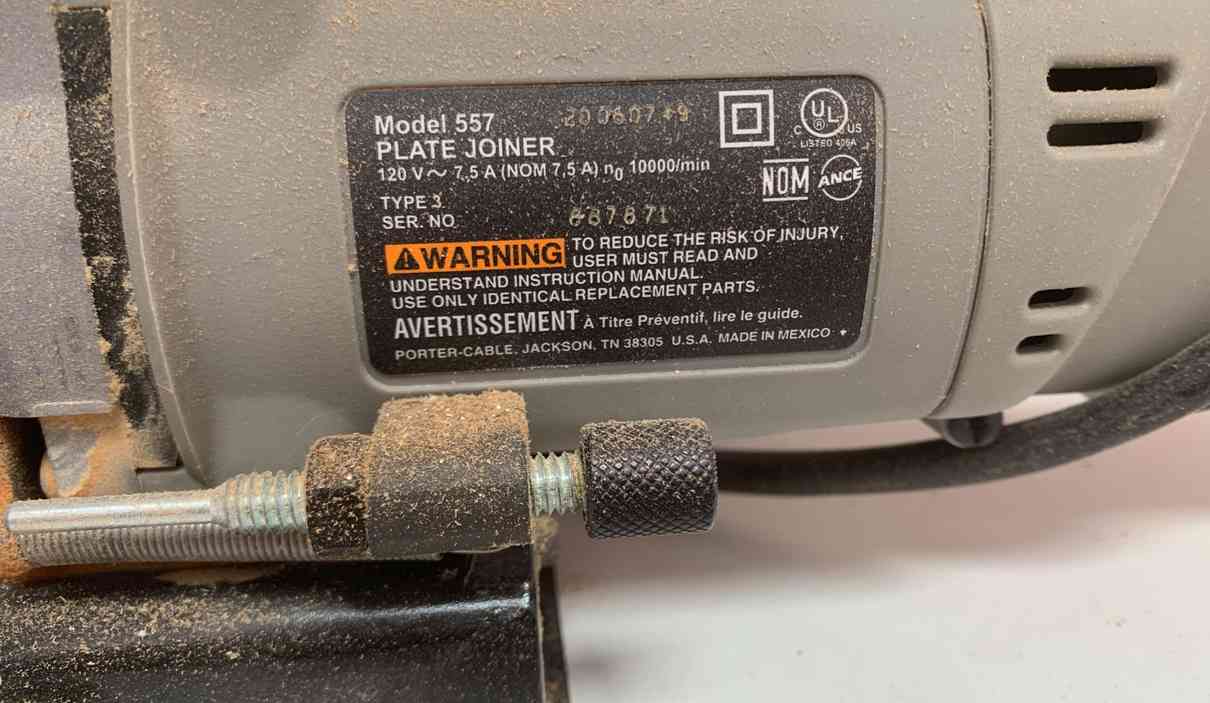 Model 557
PLATE JOINER
120 V ~ 7,5 A (NOM 7,5 A) n0 10000/min
TYPE 3
SER. NO
887871
⚠WARNING TO REDUCE THE RISK OF INJURY,
USER MUST READ AND
UNDERSTAND INSTRUCTION MANUAL.
USE ONLY IDENTICAL REPLACEMENT PARTS.
AVERTISSEMENT À Titre Préventif, lire le guide.
PORTER-CABLE, JACKSON, TN 38305 U.S.A. MADE IN MEXICO
C UL ® US
LISTED
NOM
ANCE